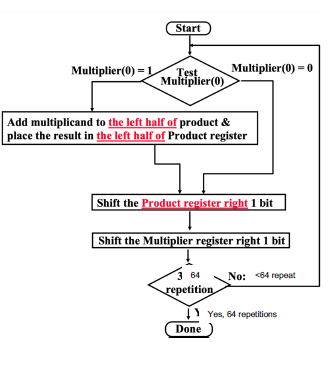 Start
Multiplier(0) = 1
Test
Multiplier(0)
Multiplier(0) = 0
Add multiplicand to the left half of product &
place the result in the left half of Product register
Shift the Product register right 1 bit
Shift the Multiplier register right 1 bit
3 64
repetition
No: <64 repeat
Yes, 64 repetitions
Done